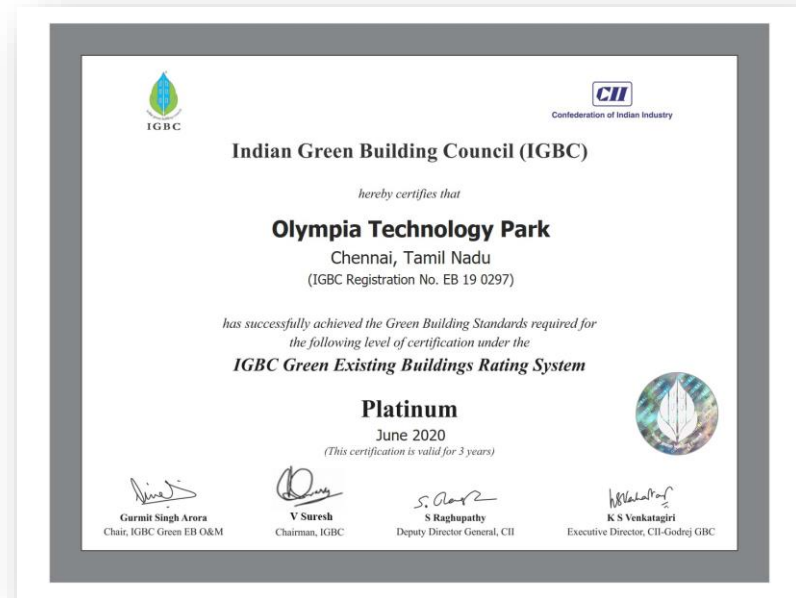 IGBC
CII
Confederation of Indian Industry
Indian Green Building Council (IGBC)
hereby certifies that
Olympia Technology Park
Chennai, Tamil Nadu
(IGBC Registration No. EB 19 0297)
has successfully achieved the Green Building Standards required for
the following level of certification under the
IGBC Green Existing Buildings Rating System
Platinum
June 2020
(This certification is valid for 3 years)
Gurmit Singh Arora
Chair, IGBC Green EB O&M
V Suresh
Chairman, IGBC
S Raghupathy
Deputy Director General, CII
K S Venkatagiri
Executive Director, CII-Godrej GBC